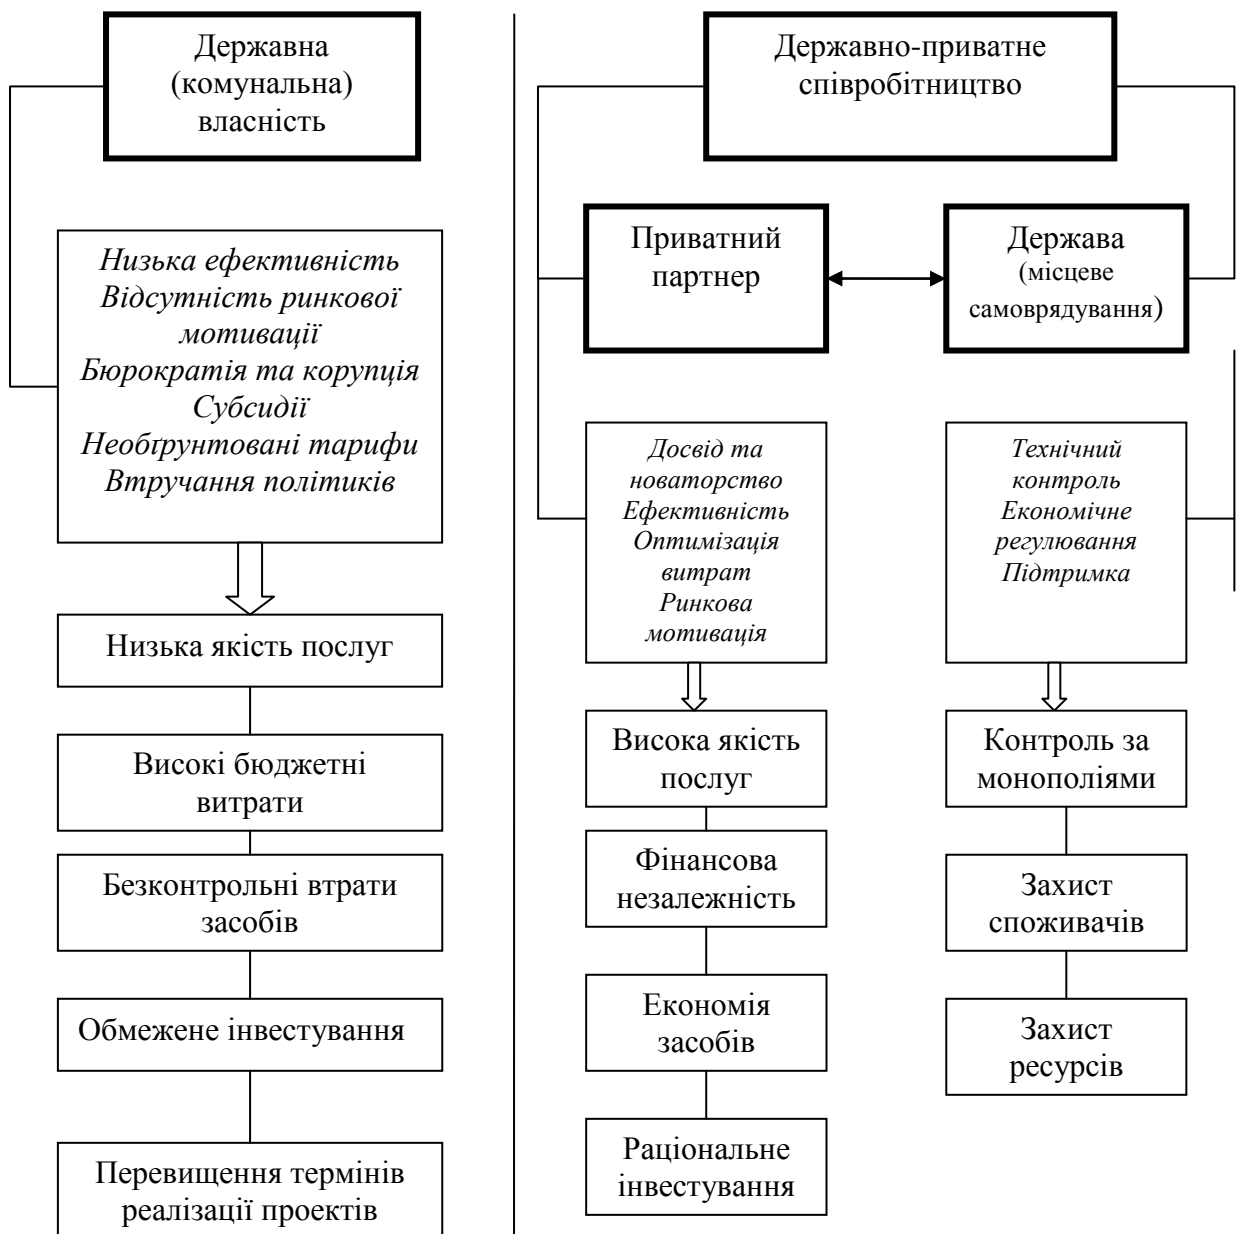 Державна
(комунальна)
власність
Низька ефективність
Відсутність ринкової
мотивації
Бюрократія та корупція
Субсидії
Необґрунтовані тарифи
Втручання політиків
Низька якість послуг
Високі бюджетні
витрати
Безконтрольні втрати
засобів
Обмежене інвестування
Перевищення термінів
реалізації проектів
Державно-приватне
співробітництво
Приватний
партнер
Держава
(місцеве
самоврядування)
Досвід та
новаторство
Ефективність
Оптимізація
витрат
Ринкова
мотивація
Висока якість
послуг
Фінансова
незалежність
Економія
засобів
Раціональне
інвестування
Технічний
контроль
Економічне
регулювання
Підтримка
Контроль за
монополіями
Захист
споживачів
Захист
ресурсів